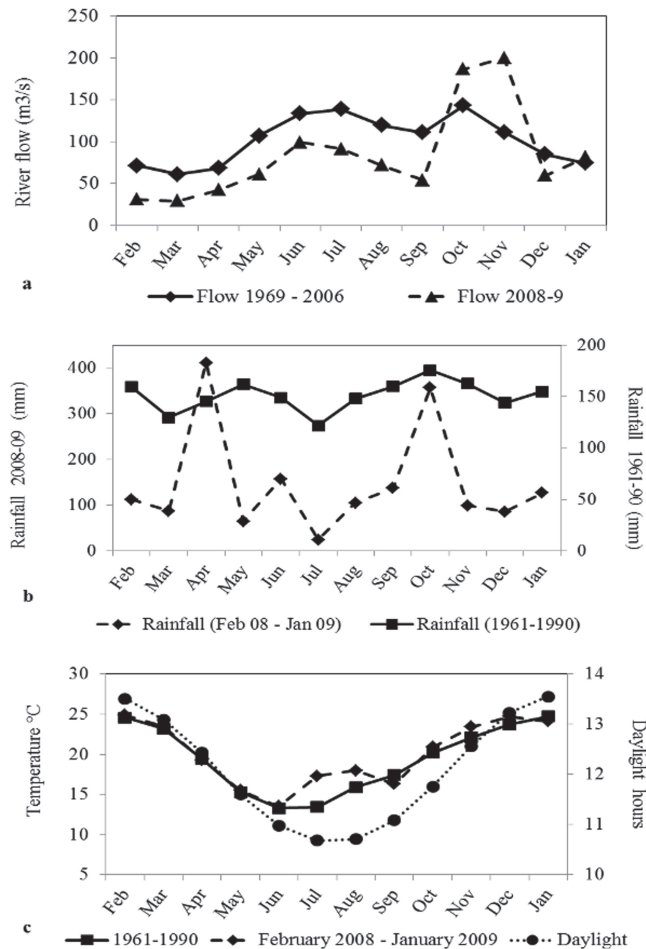 250
200
150
100
50
0
River flow (m3/s)
Feb Mar Apr May Jun Jul Aug Sep Oct Nov Dec Jan
a
Flow 1969 - 2006 Flow 2008-9
400
300
200
100
0
Rainfall 2008-09 (mm)
200
150
100
50
0
Rainfall 1961-90 (mm)
Feb Mar Apr May Jun Jul Aug Sep Oct Nov Dec Jan
b
Rainfall (Feb 08 - Jan 09) Rainfall (1961-1990)
30
25
20
15
10
5
Temperature °C
14
13
12
11
10
Daylight hours
Feb Mar Apr May Jun Jul Aug Sep Oct Nov Dec Jan
c
1961-1990 February 2008 - January 2009 Daylight